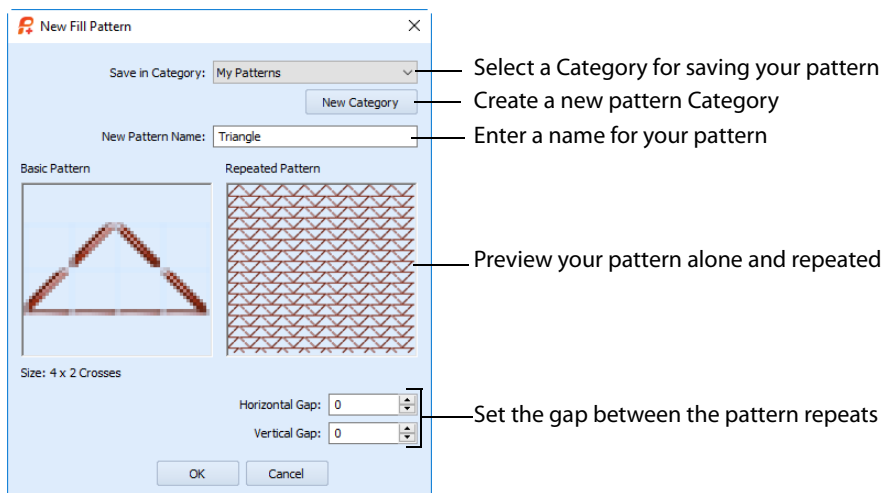 New Fill Pattern
Save in Category: My Patterns
Select a Category for saving your pattern
New Category
Create a new pattern Category
New Pattern Name: Triangle
Enter a name for your pattern
Basic Pattern
Repeated Pattern
Preview your pattern alone and repeated
Size: 4 x 2 Crosses
Horizontal Gap: 0
Set the gap between the pattern repeats
Vertical Gap: 0
OK
Cancel